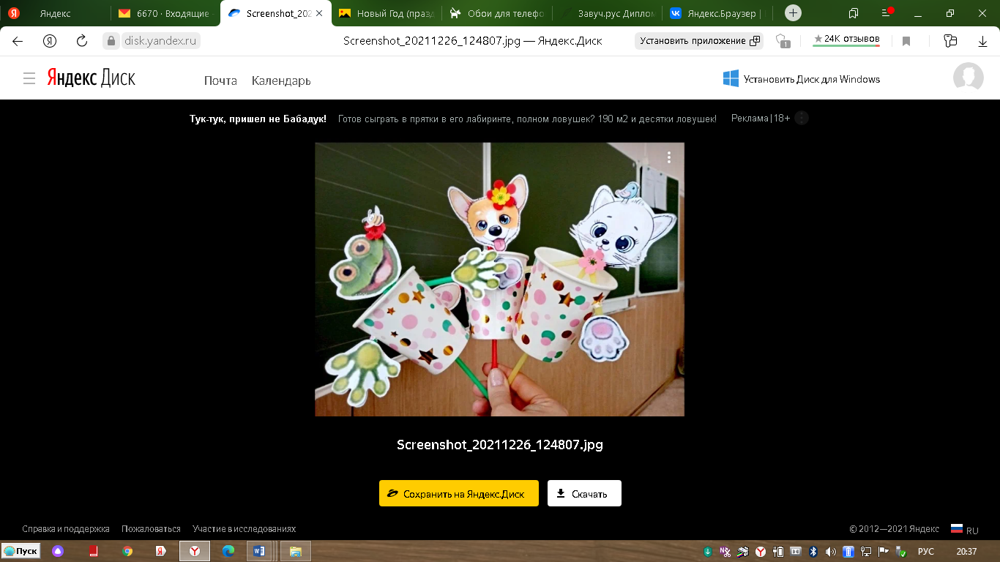 Яндекс
6670 · Входящие
Screenshot_202
Новый Год (празд
Обои для телефо
Завуч.рус Диплом
Яндекс.Браузер |
disk.yandex.ru
Screenshot_20211226_124807.jpg — Яндекс.Диск
Установить приложение
1
★ 24K отзывов
Яндекс Диск
Почта
Календарь
Установить Диск для Windows
Тук-тук, пришел не Бабадук!
Готов сыграть в прятки в его лабиринте, полном ловушек? 190 м2 и десятки ловушек!
Реклама | 18+
Screenshot_20211226_124807.jpg
Сохранить на Яндекс.Диск
Скачать
Справка и поддержка
Пожаловаться
Участие в исследованиях
© 2012—2021 Яндекс
RU
Пуск
РУС
20:37